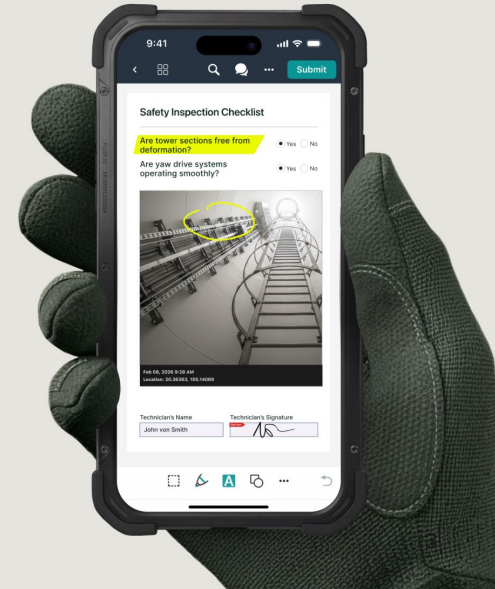 9:41
Submit
Safety Inspection Checklist
Are tower sections free from
deformation?
Yes
No
Are yaw drive systems
operating smoothly?
Yes
No
Feb 08, 2026 9:28 AM
Location: 20.36363, 100.14069
Technician's Name
Technician's Signature
John von Smith
A